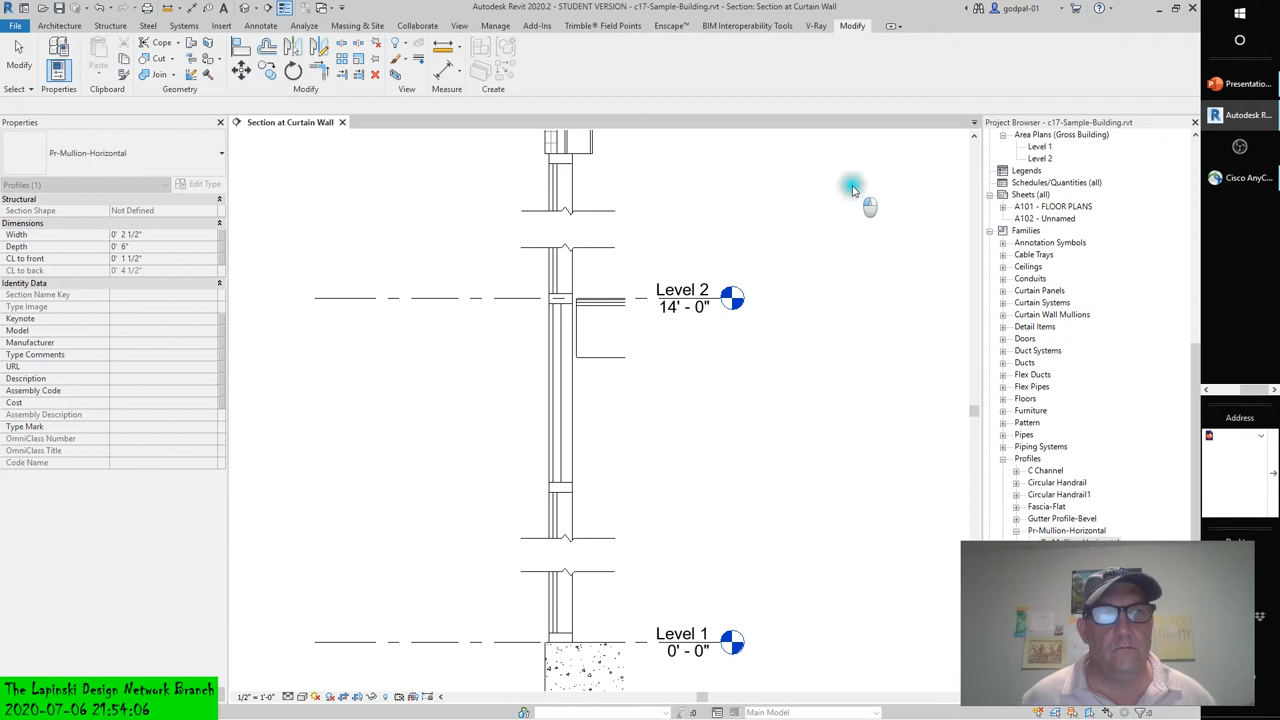 Autodesk Revit 2020.2 - STUDENT VERSION - c17-Sample-Building.rvt - Section: Section at Curtain Wall
godpal-01
File Architecture Structure Steel Systems Insert Annotate Analyze Massing & Site Collaborate View Manage Add-Ins Trimble® Field Points Enscape™ BIM Interoperability Tools V-Ray Modify
Modify
Paste
Cope
Cut
Join
Select Properties Clipboard Geometry Modify View Measure Create
Properties
Pr-Mullion-Horizontal
Profiles (1) Edit Type
Structural
Section Shape Not Defined
Dimensions
Width 0' 2 1/2"
Depth 0' 6"
CL to front 0' 1 1/2"
CL to back 0' 4 1/2"
Identity Data
Section Name Key
Type Image
Keynote
Model
Manufacturer
Type Comments
URL
Description
Assembly Code
Cost
Assembly Description
Type Mark
OmniClass Number
OmniClass Title
Code Name
Section at Curtain Wall
Level 2
14' - 0"
Level 1
0' - 0"
1/2" = 1'-0"
:0
Main Model
:0
Project Browser - c17-Sample-Building.rvt
Area Plans (Gross Building)
Level 1
Level 2
Legends
Schedules/Quantities (all)
Sheets (all)
A101 - FLOOR PLANS
A102 - Unnamed
Families
Annotation Symbols
Cable Trays
Ceilings
Conduits
Curtain Panels
Curtain Systems
Curtain Wall Mullions
Detail Items
Doors
Duct Systems
Ducts
Flex Ducts
Flex Pipes
Floors
Furniture
Pattern
Pipes
Piping Systems
Profiles
C Channel
Circular Handrail
Circular Handrail1
Fascia-Flat
Gutter Profile-Bevel
Pr-Mullion-Horizontal
Presentatio...
Autodesk R...
Cisco AnyC...
Address
The Lapinski Design Network Branch
2020-07-06 21:54:06